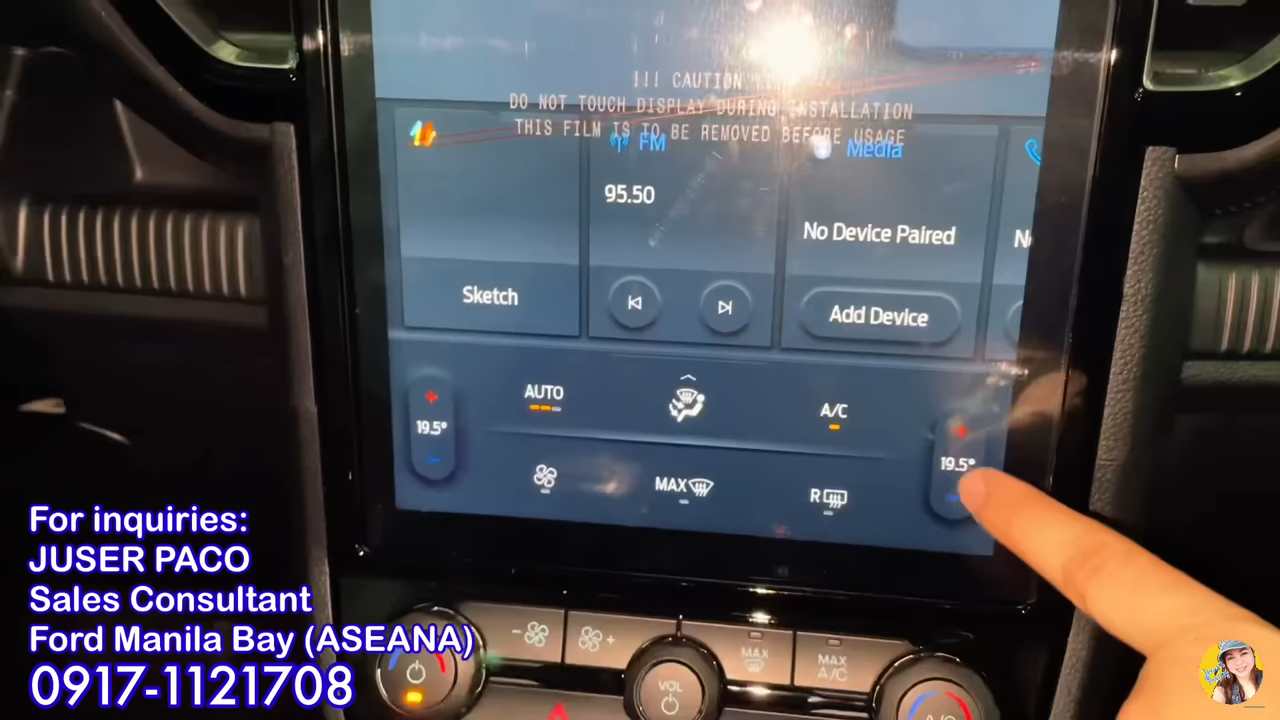 !!! CAUTION !!!
DO NOT TOUCH DISPLAY DURING INSTALLATION
THIS FILM IS TO BE REMOVED BEFORE USAGE
FM
Media
95.50
No Device Paired
Sketch
Add Device
AUTO
A/C
19.5°
19.5°
MAX
R
For inquiries:
JUSER PACO
Sales Consultant
Ford Manila Bay (ASEANA)
0917-1121708
- +
MAX
MAX
A/C
VOL
A/C